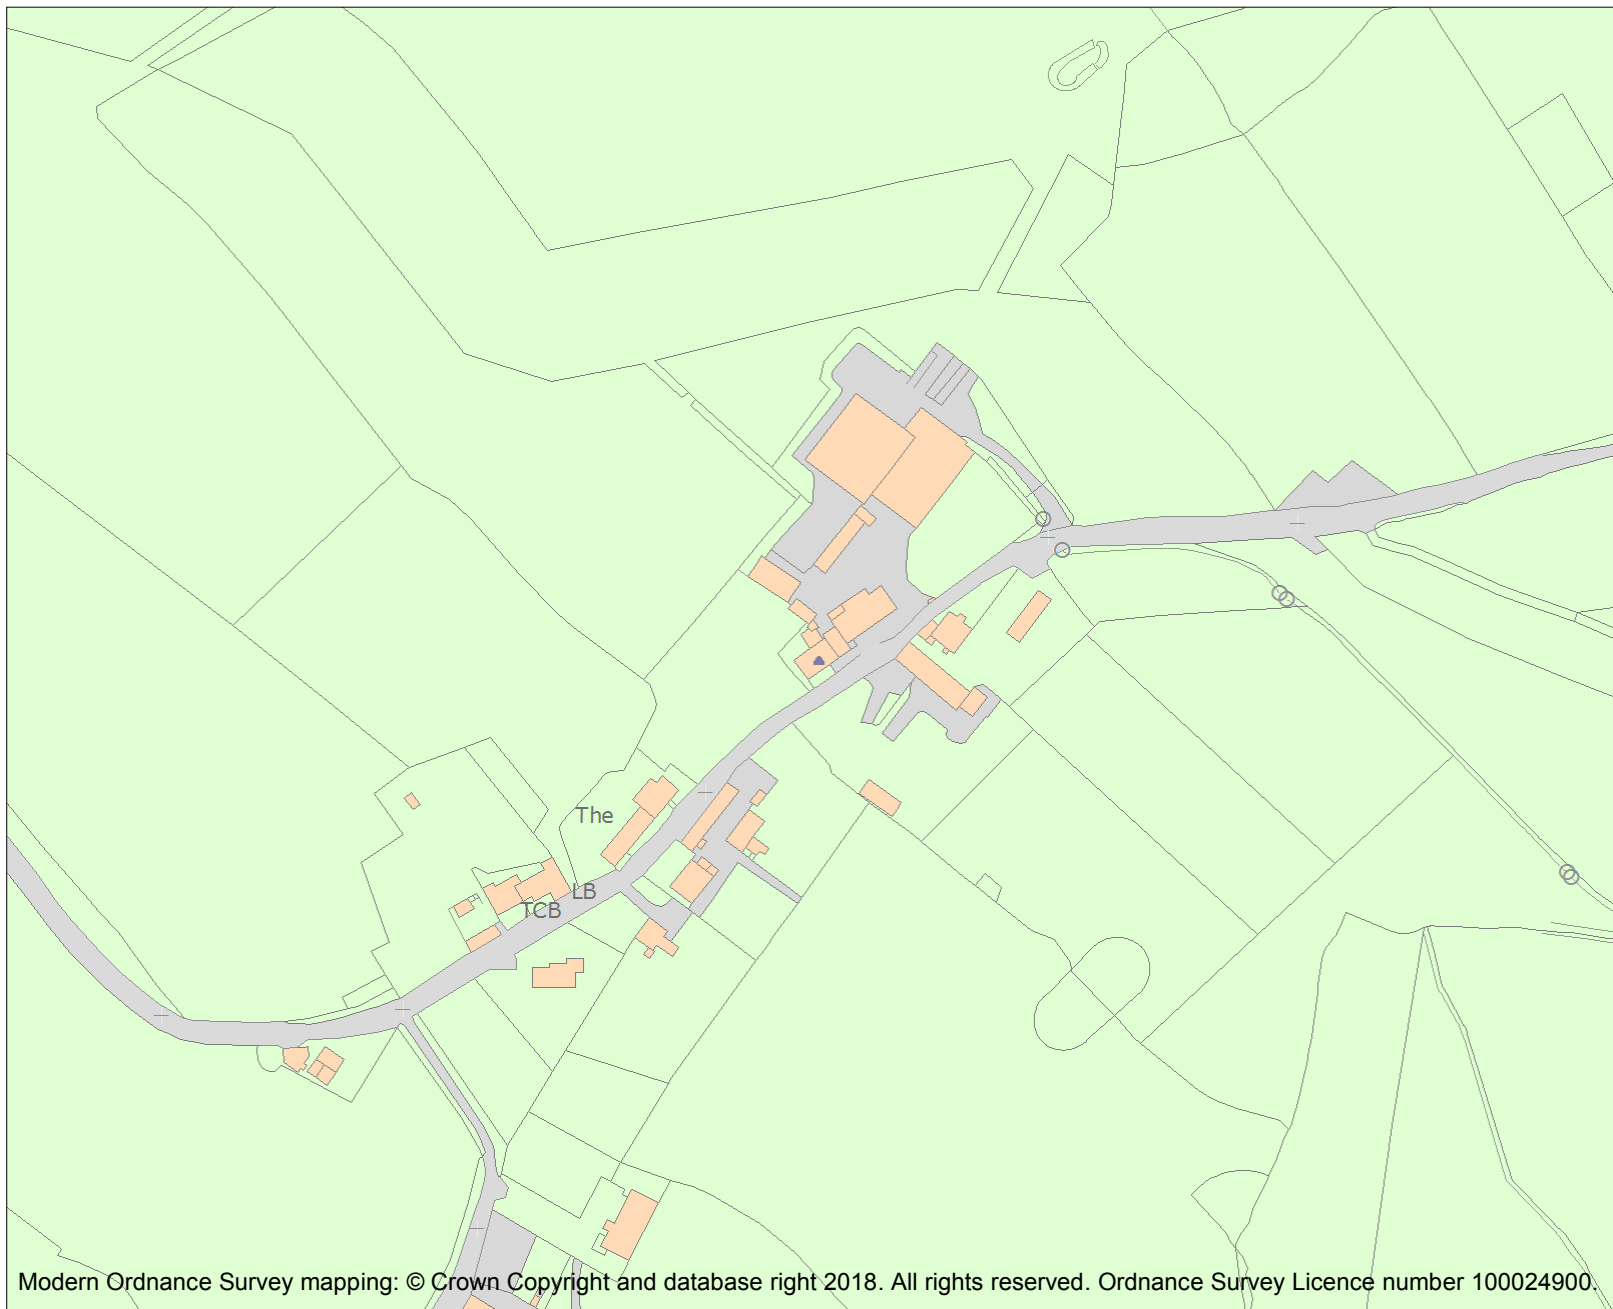 The
LB
TCB
Modern Ordnance Survey mapping: © Crown Copyright and database right 2018. All rights reserved. Ordnance Survey Licence number 100024900.